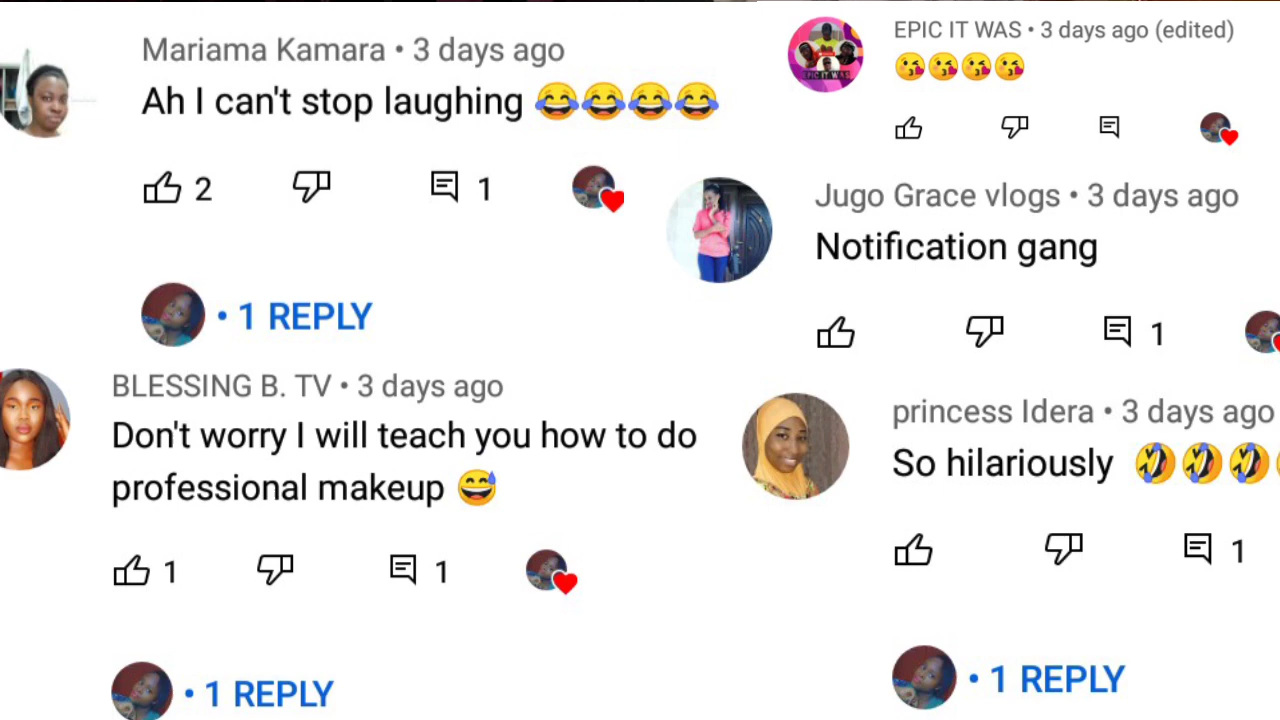 Mariama Kamara • 3 days ago
Ah I can't stop laughing 😂😂😂😂
2
1
• 1 REPLY
BLESSING B. TV • 3 days ago
Don't worry I will teach you how to do
professional makeup 😅
1
1
• 1 REPLY
EPIC IT WAS • 3 days ago (edited)
😘😘😘😘
EPIC IT WAS
Jugo Grace vlogs • 3 days ago
Notification gang
1
princess Idera • 3 days ago
So hilariously 🤣🤣🤣
1
• 1 REPLY